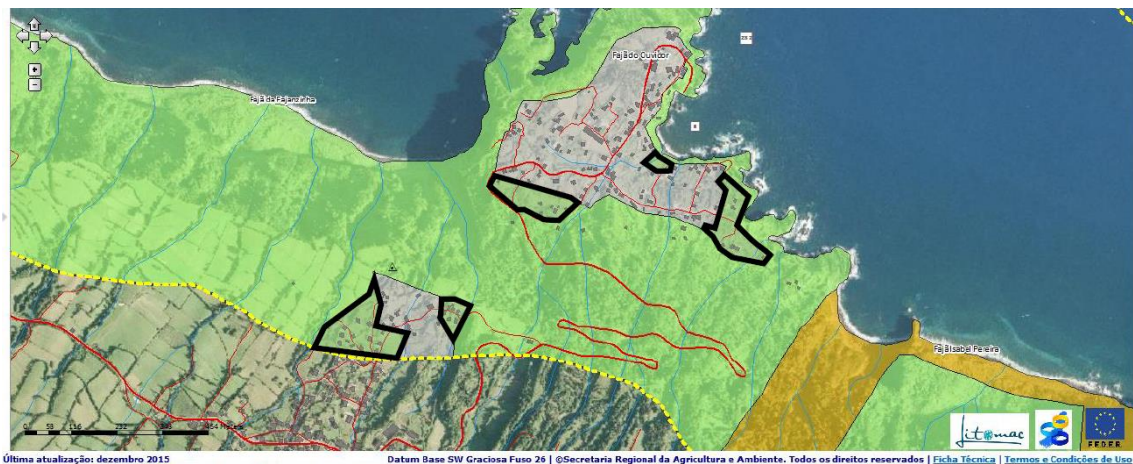 Fajã do Ouvidor
Fajã da Fajanzinha
Fajã Isabel Pereira
Litomac
FEDER
Última atualização: dezembro 2015
Datum Base SW Graciosa Fuso 26 | ©Secretaria Regional da Agricultura e Ambiente. Todos os direitos reservados | Ficha Técnica | Termos e Condições de Uso